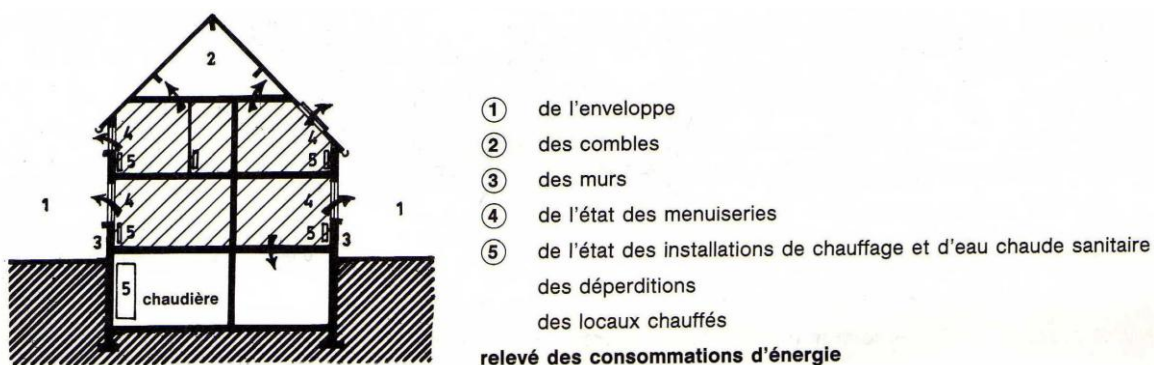 2
4
4
5
5
1
4
4
1
3
5
5
3
5
chaudière
① de l'enveloppe
② des combles
③ des murs
④ de l'état des menuiseries
⑤ de l'état des installations de chauffage et d'eau chaude sanitaire
des déperditions
des locaux chauffés
relevé des consommations d'énergie